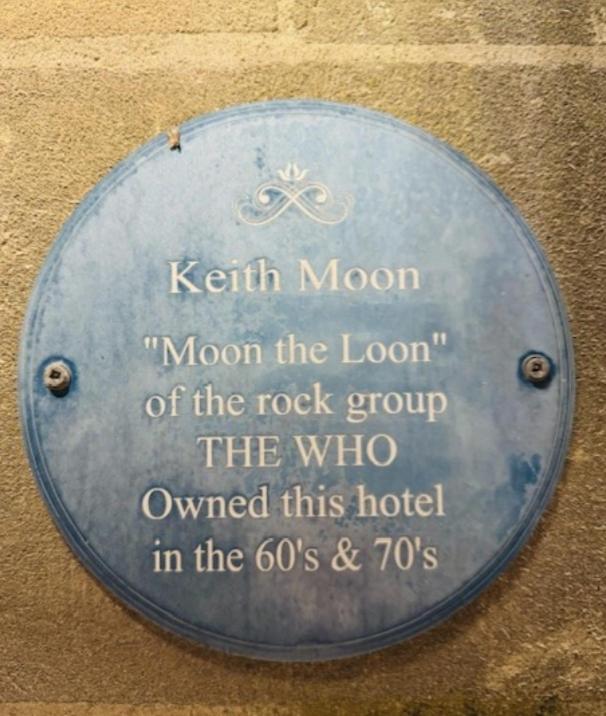 Keith Moon
"Moon the Loon"
of the rock group
THE WHO
Owned this hotel
in the 60's & 70's